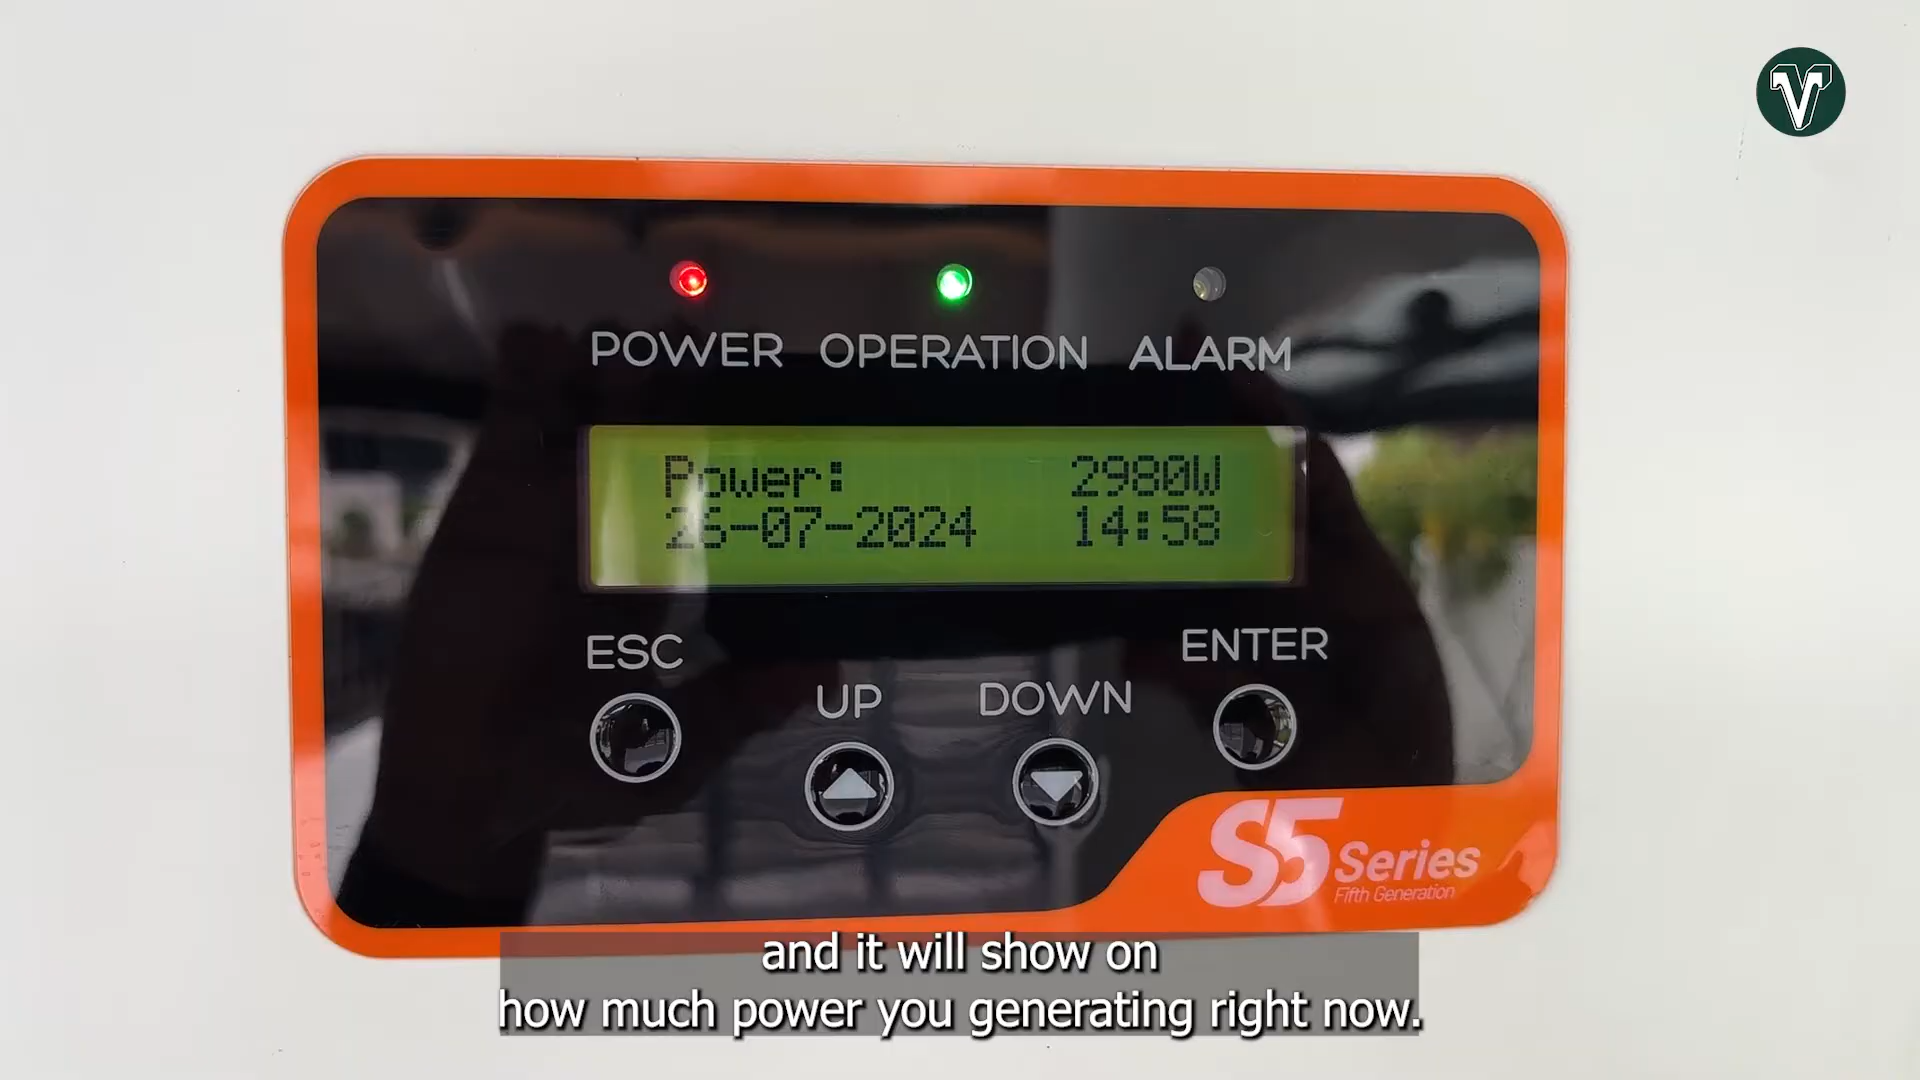 V
POWER OPERATION ALARM
Power: 2980W
26-07-2024 14:58
ESC
ENTER
UP
DOWN
S5 Series
Fifth Generation
and it will show on
how much power you generating right now.